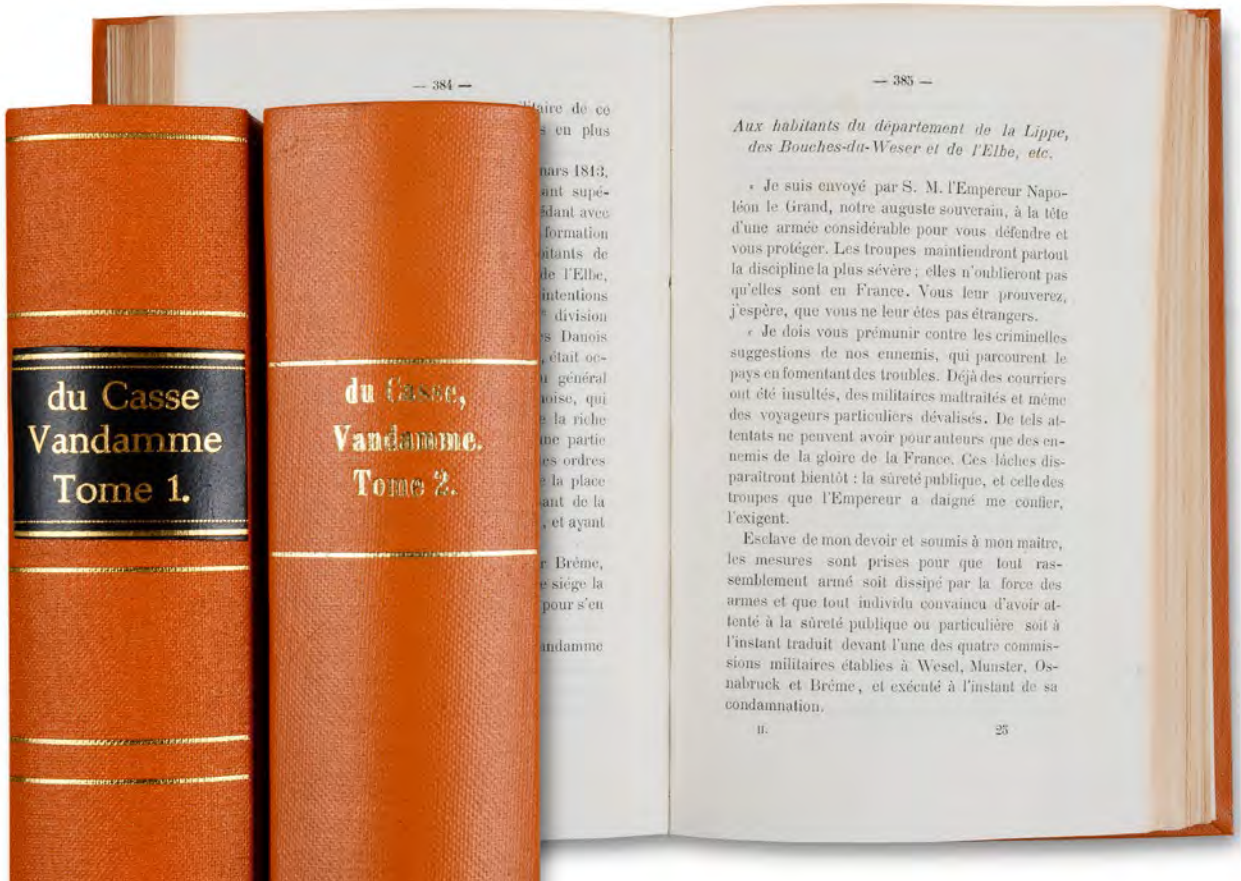 du Casse
Vandamme
Tome 1.
du Casse,
Vandamme.
Tome 2.
— 384 —
de ce
en plus
mars 1813,
avec
formation
de
de l'Elbe,
intentions
division
Danois
, était oc-
général
qui
la riche
partie
ordres
la place
de la
, et ayant
Brême,
siége la
pour s'en
— 385 —
Aux habitants du département de la Lippe,
des Bouches-du-Weser et de l'Elbe, etc.
« Je suis envoyé par S. M. l'Empereur Napo-
léon le Grand, notre auguste souverain, à la tête
d'une armée considérable pour vous défendre et
vous protéger. Les troupes maintiendront partout
la discipline la plus sévère ; elles n'oublieront pas
qu'elles sont en France. Vous leur prouverez,
j'espère, que vous ne leur êtes pas étrangers.
« Je dois vous prémunir contre les criminelles
suggestions de nos ennemis, qui parcourent le
pays en fomentant des troubles. Déjà des courriers
ont été insultés, des militaires maltraités et même
des voyageurs particuliers dévalisés. De tels at-
tentats ne peuvent avoir pour auteurs que des en-
nemis de la gloire de la France. Ces lâches dis-
paraîtront bientôt : la sûreté publique, et celle des
troupes que l'Empereur a daigné me confier,
l'exigent.
Esclave de mon devoir et soumis à mon maître,
les mesures sont prises pour que tout ras-
semblement armé soit dissipé par la force des
armes et que tout individu convaincu d'avoir at-
tenté à la sûreté publique ou particulière soit à
l'instant traduit devant l'une des quatre commis-
sions militaires établies à Wesel, Munster, Os-
nabruck et Brême, et exécuté à l'instant de sa
condamnation.
II. 25